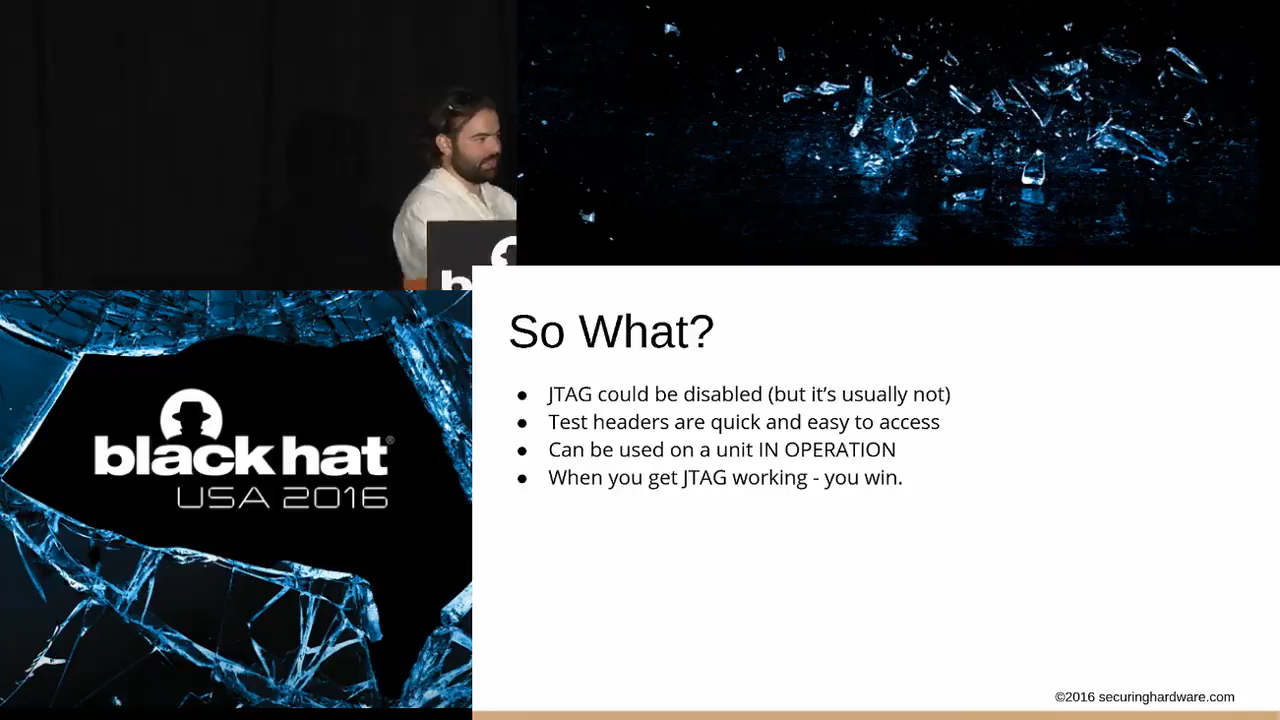 b
So What?
● JTAG could be disabled (but it’s usually not)
● Test headers are quick and easy to access
● Can be used on a unit IN OPERATION
● When you get JTAG working - you win.
black hat®
USA 2016
©2016 securinghardware.com